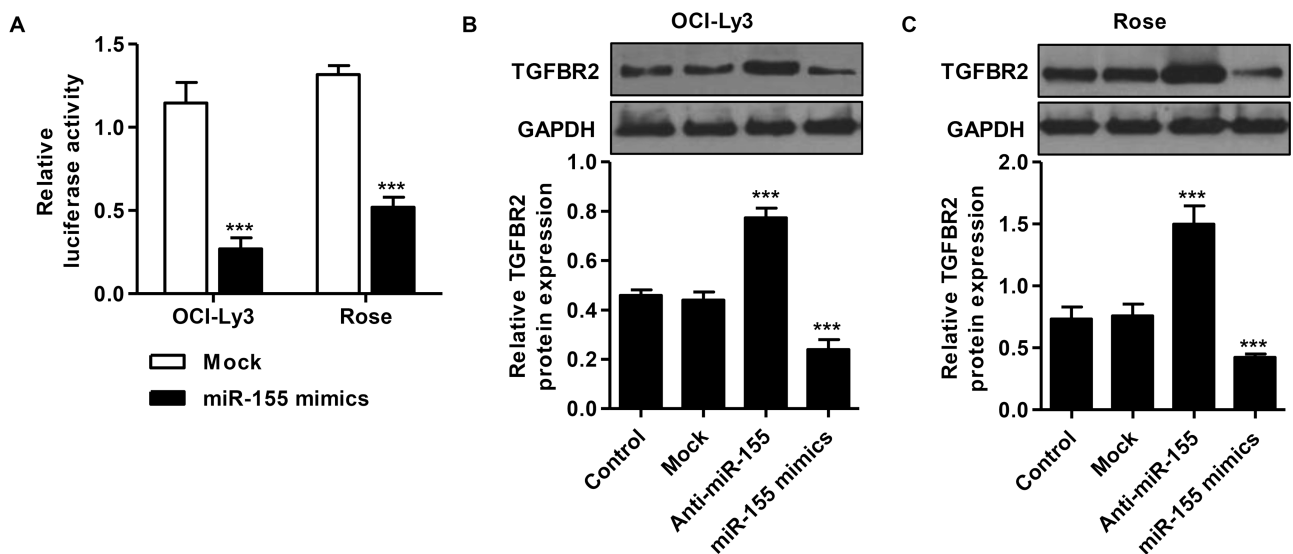 A
Relative
luciferase activity
1.5
1.0
0.5
0.0
***
***
OCI-Ly3
Rose
Mock
miR-155 mimics
B
OCI-Ly3
TGFBR2
GAPDH
Relative TGFBR2
protein expression
1.0
0.8
0.6
0.4
0.2
0.0
***
***
Control
Mock
Anti-miR-155
miR-155 mimics
C
Rose
TGFBR2
GAPDH
Relative TGFBR2
protein expression
2.0
1.5
1.0
0.5
0.0
***
***
Control
Mock
Anti-miR-155
miR-155 mimics